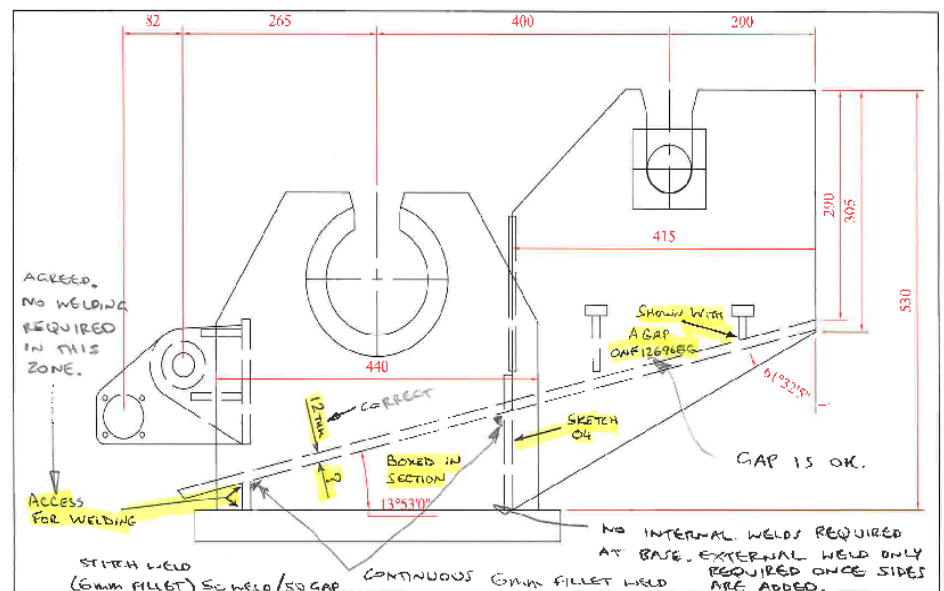 82
265
400
200
290
305
530
415
440
AGREED.
NO WELDING
REQUIRED
IN THIS
ZONE.
SHOWN WITH
A GAP
12 THK
CORRECT
?
61°32'5"
BOXED IN
SECTION
SKETCH
04
GAP IS OK.
13°53'0"
ACCESS
FOR WELDING
NO INTERNAL WELDS REQUIRED
AT BASE. EXTERNAL WELD ONLY
REQUIRED ONCE SIDES
ARE ADDED.
STITCH WELD
(6mm FILLET) 50 WELD/50 GAP
CONTINUOUS 6mm FILLET WELD